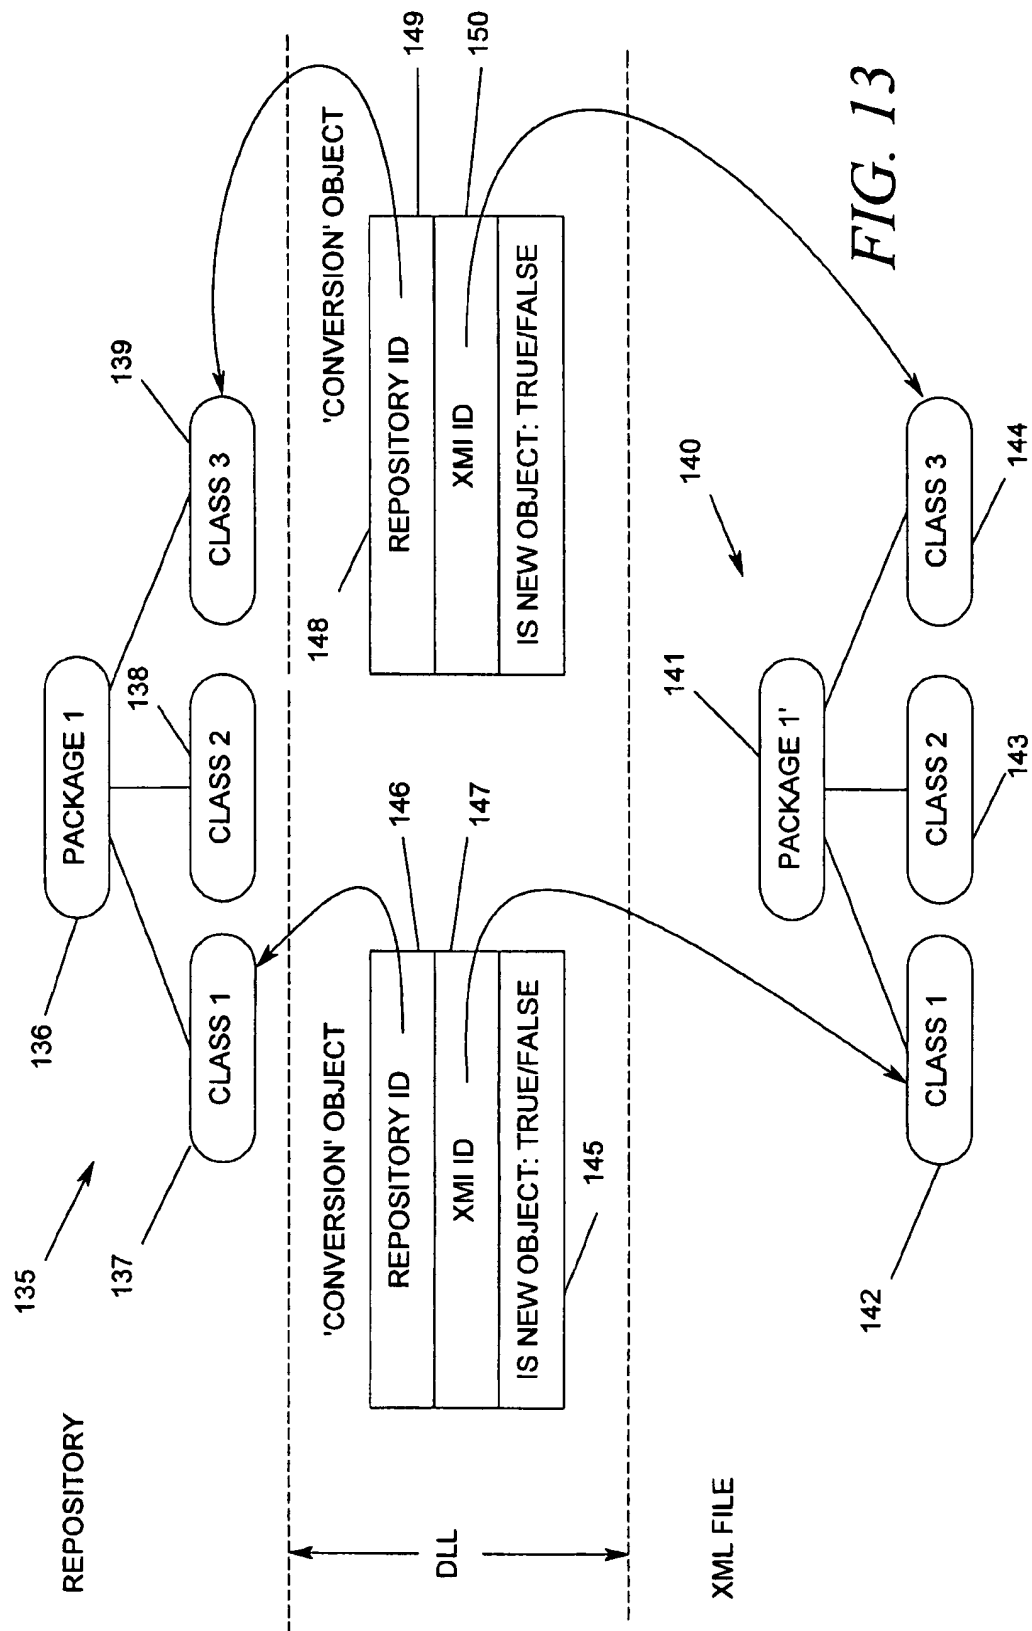 REPOSITORY
135
136
PACKAGE 1
137
138
139
CLASS 1
CLASS 2
CLASS 3
DLL
'CONVERSION' OBJECT
REPOSITORY ID
XMI ID
IS NEW OBJECT: TRUE/FALSE
145
146
147
'CONVERSION' OBJECT
148
REPOSITORY ID
XMI ID
IS NEW OBJECT: TRUE/FALSE
149
150
XML FILE
140
141
PACKAGE 1'
CLASS 1
CLASS 2
CLASS 3
142
143
144
FIG. 13